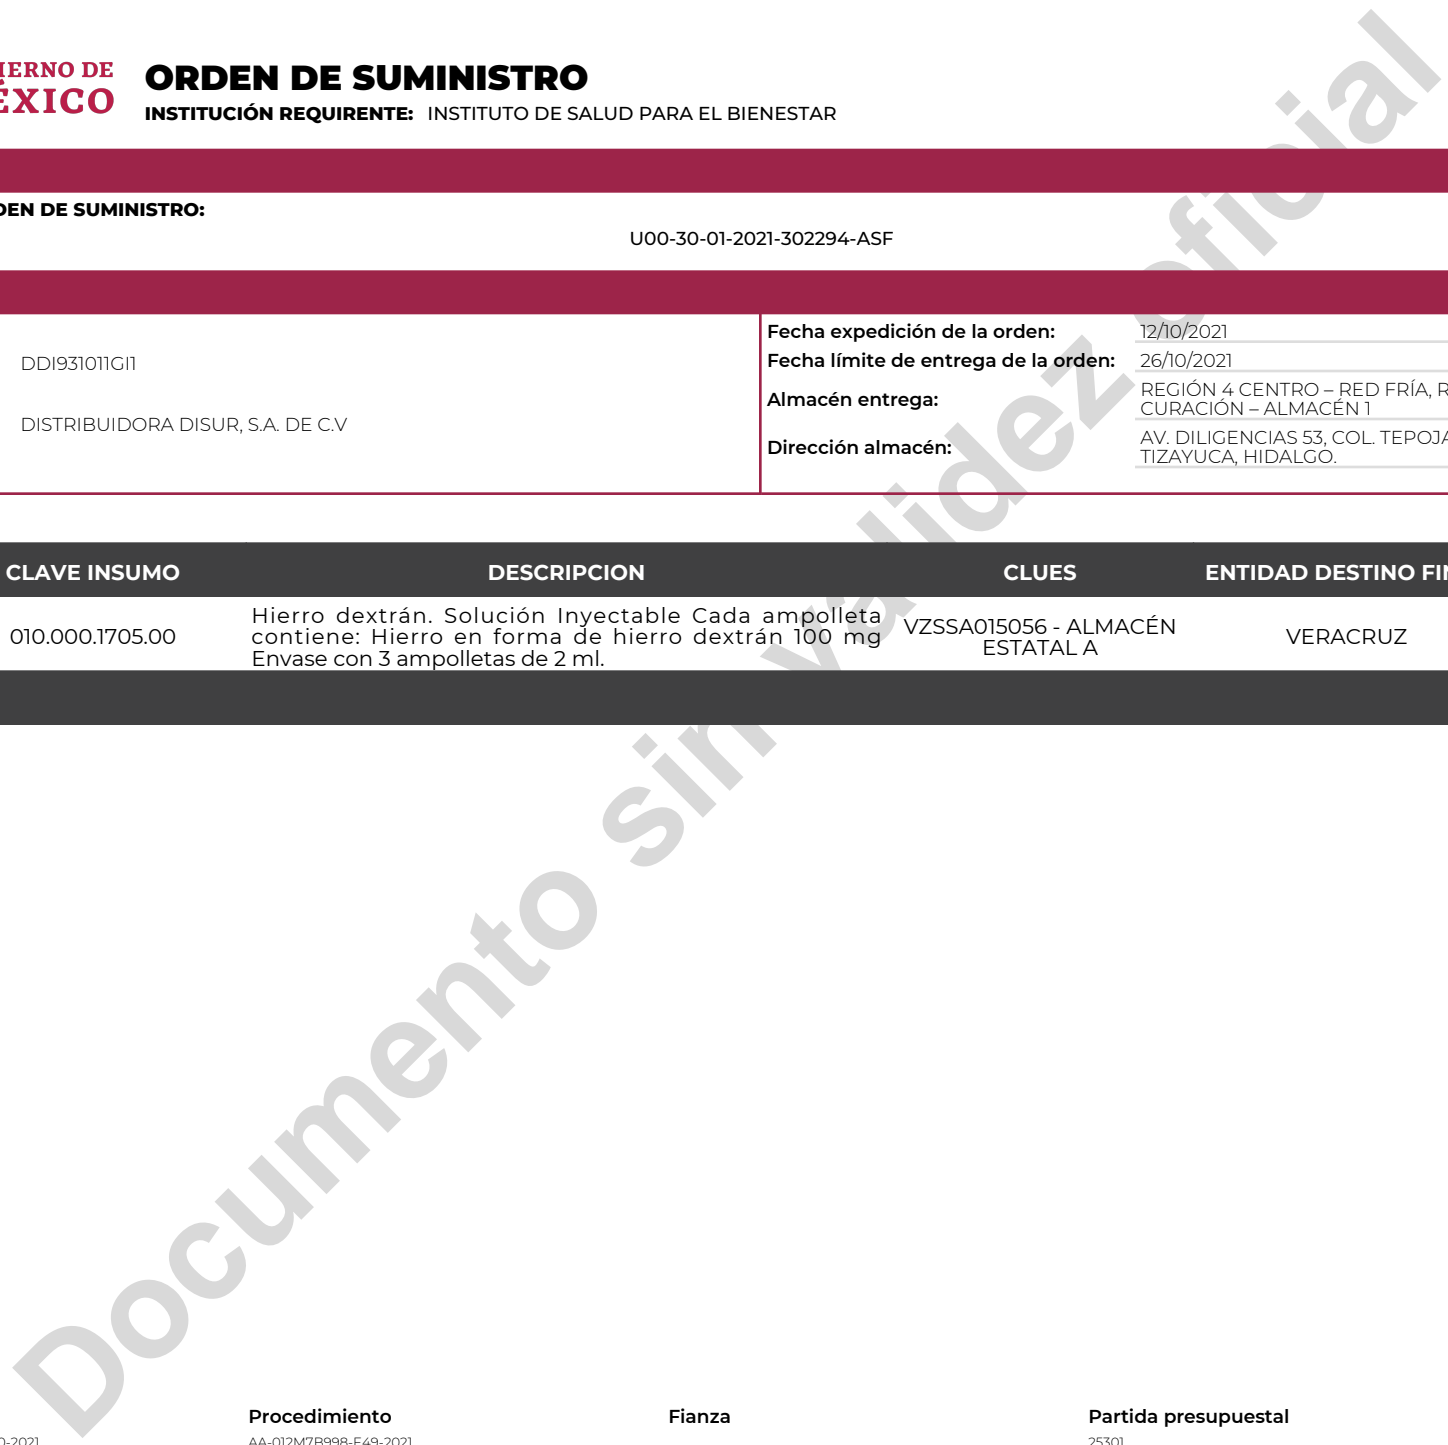 ORDEN DE SUMINISTRO
INSTITUCIÓN REQUIRENTE: INSTITUTO DE SALUD PARA EL BIENESTAR
IERNO DE
ÉXICO
DEN DE SUMINISTRO:
U00-30-01-2021-302294-ASF
DDI931011GI1
DISTRIBUIDORA DISUR, S.A. DE C.V
Fecha expedición de la orden: 12/10/2021
Fecha límite de entrega de la orden: 26/10/2021
Almacén entrega: REGIÓN 4 CENTRO – RED FRÍA, R
CURACIÓN – ALMACÉN 1
Dirección almacén: AV. DILIGENCIAS 53, COL. TEPOJA
TIZAYUCA, HIDALGO.
CLAVE INSUMO DESCRIPCION CLUES ENTIDAD DESTINO FIN
010.000.1705.00
Hierro dextrán. Solución Inyectable Cada ampolleta
contiene: Hierro en forma de hierro dextrán 100 mg
Envase con 3 ampolletas de 2 ml.
VZSSA015056 - ALMACÉN
ESTATAL A
VERACRUZ
Documento sin validez oficial
Procedimiento Fianza Partida presupuestal
0-2021 AA-012M7B998-E49-2021 25301